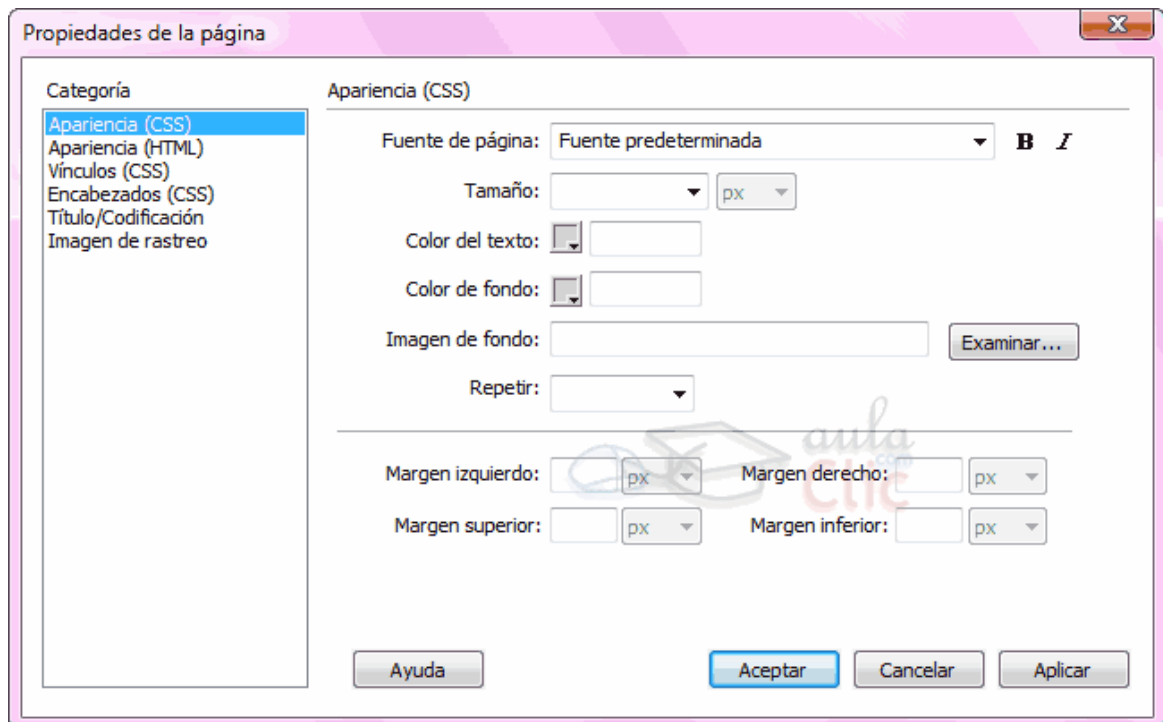 Propiedades de la página
X
Categoría
Apariencia (CSS)
Apariencia (HTML)
Vínculos (CSS)
Encabezados (CSS)
Título/Codificación
Imagen de rastreo
Apariencia (CSS)
Fuente de página: Fuente predeterminada B I
Tamaño: px
Color del texto:
Color de fondo:
Imagen de fondo: Examinar...
Repetir:
aula
.com
Clic
Margen izquierdo: px Margen derecho: px
Margen superior: px Margen inferior: px
Ayuda Aceptar Cancelar Aplicar